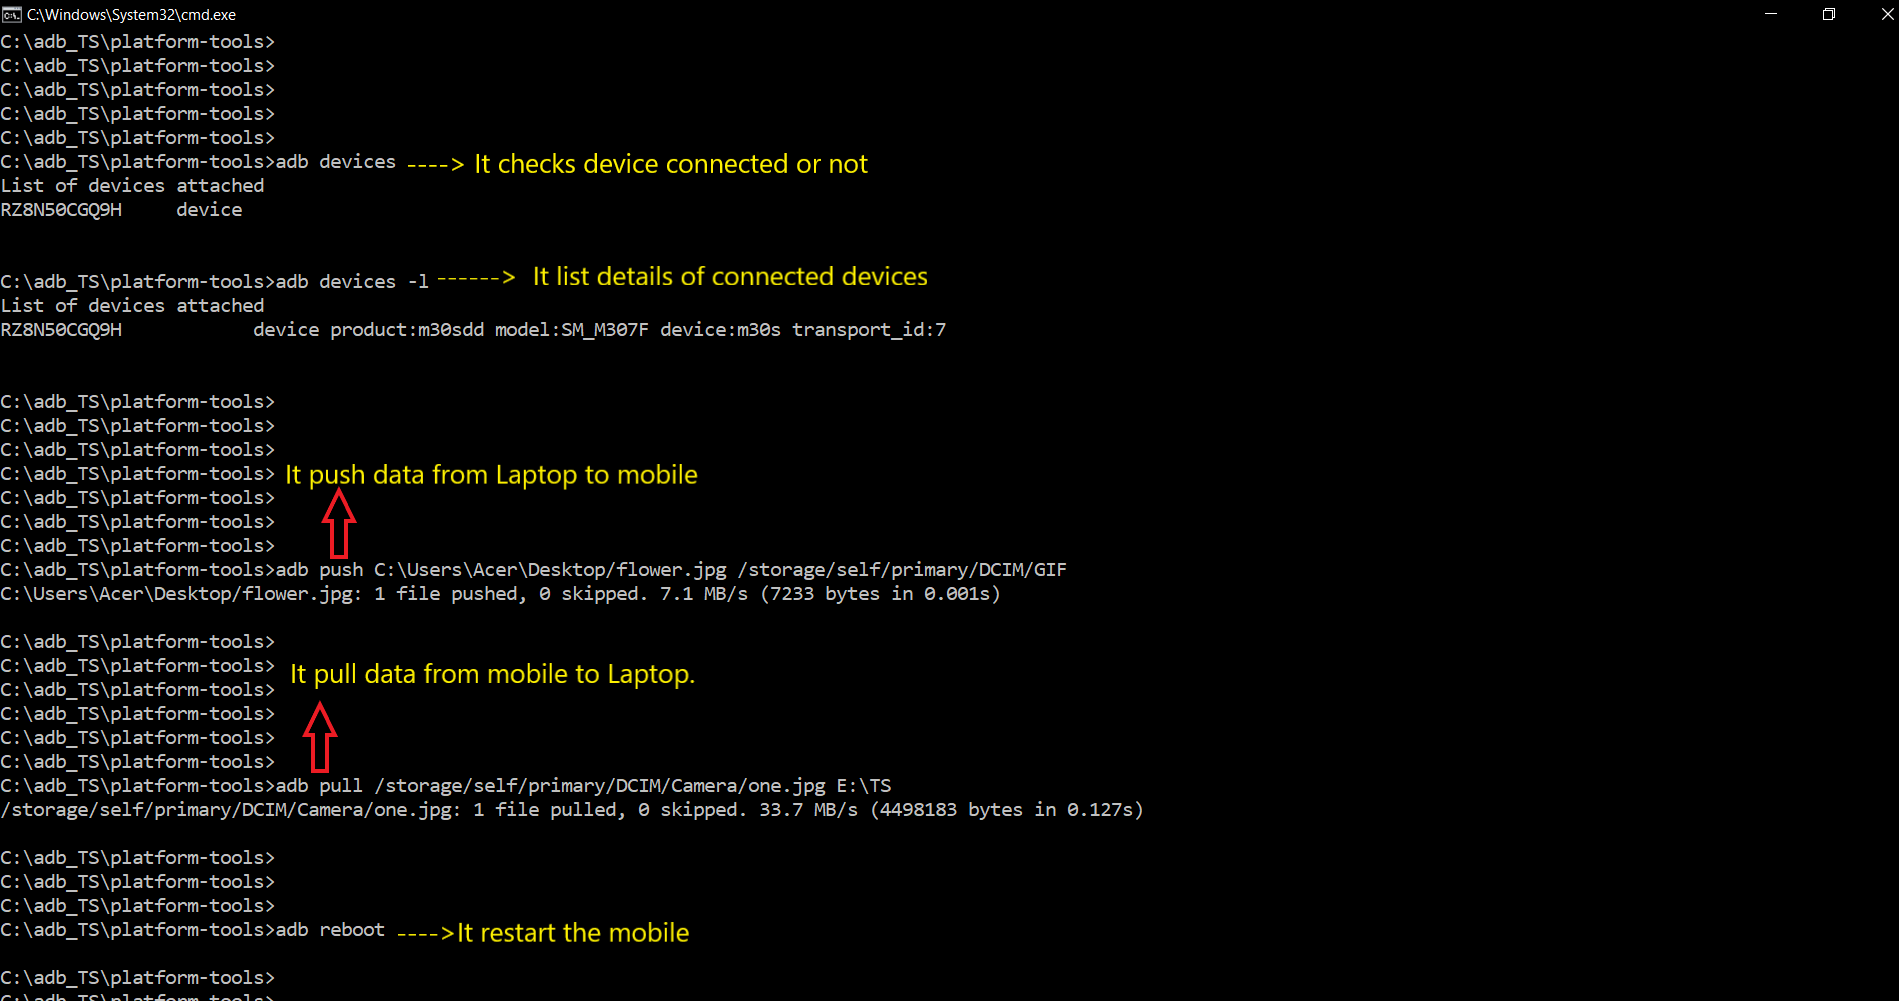 C:\Windows\System32\cmd.exe
C:\adb_TS\platform-tools>
C:\adb_TS\platform-tools>
C:\adb_TS\platform-tools>
C:\adb_TS\platform-tools>
C:\adb_TS\platform-tools>
C:\adb_TS\platform-tools>adb devices ----> It checks device connected or not
List of devices attached
RZ8N50CGQ9H     device
C:\adb_TS\platform-tools>adb devices -l ------> It list details of connected devices
List of devices attached
RZ8N50CGQ9H            device product:m30sdd model:SM_M307F device:m30s transport_id:7
C:\adb_TS\platform-tools>
C:\adb_TS\platform-tools>
C:\adb_TS\platform-tools>
C:\adb_TS\platform-tools> It push data from Laptop to mobile
C:\adb_TS\platform-tools>
C:\adb_TS\platform-tools>
C:\adb_TS\platform-tools>
C:\adb_TS\platform-tools>adb push C:\Users\Acer\Desktop/flower.jpg /storage/self/primary/DCIM/GIF
C:\Users\Acer\Desktop/flower.jpg: 1 file pushed, 0 skipped. 7.1 MB/s (7233 bytes in 0.001s)
C:\adb_TS\platform-tools>
C:\adb_TS\platform-tools> It pull data from mobile to Laptop.
C:\adb_TS\platform-tools>
C:\adb_TS\platform-tools>
C:\adb_TS\platform-tools>
C:\adb_TS\platform-tools>
C:\adb_TS\platform-tools>adb pull /storage/self/primary/DCIM/Camera/one.jpg E:\TS
/storage/self/primary/DCIM/Camera/one.jpg: 1 file pulled, 0 skipped. 33.7 MB/s (4498183 bytes in 0.127s)
C:\adb_TS\platform-tools>
C:\adb_TS\platform-tools>
C:\adb_TS\platform-tools>
C:\adb_TS\platform-tools>adb reboot ---->It restart the mobile
C:\adb_TS\platform-tools>
C:\adb_TS\platform-tools>